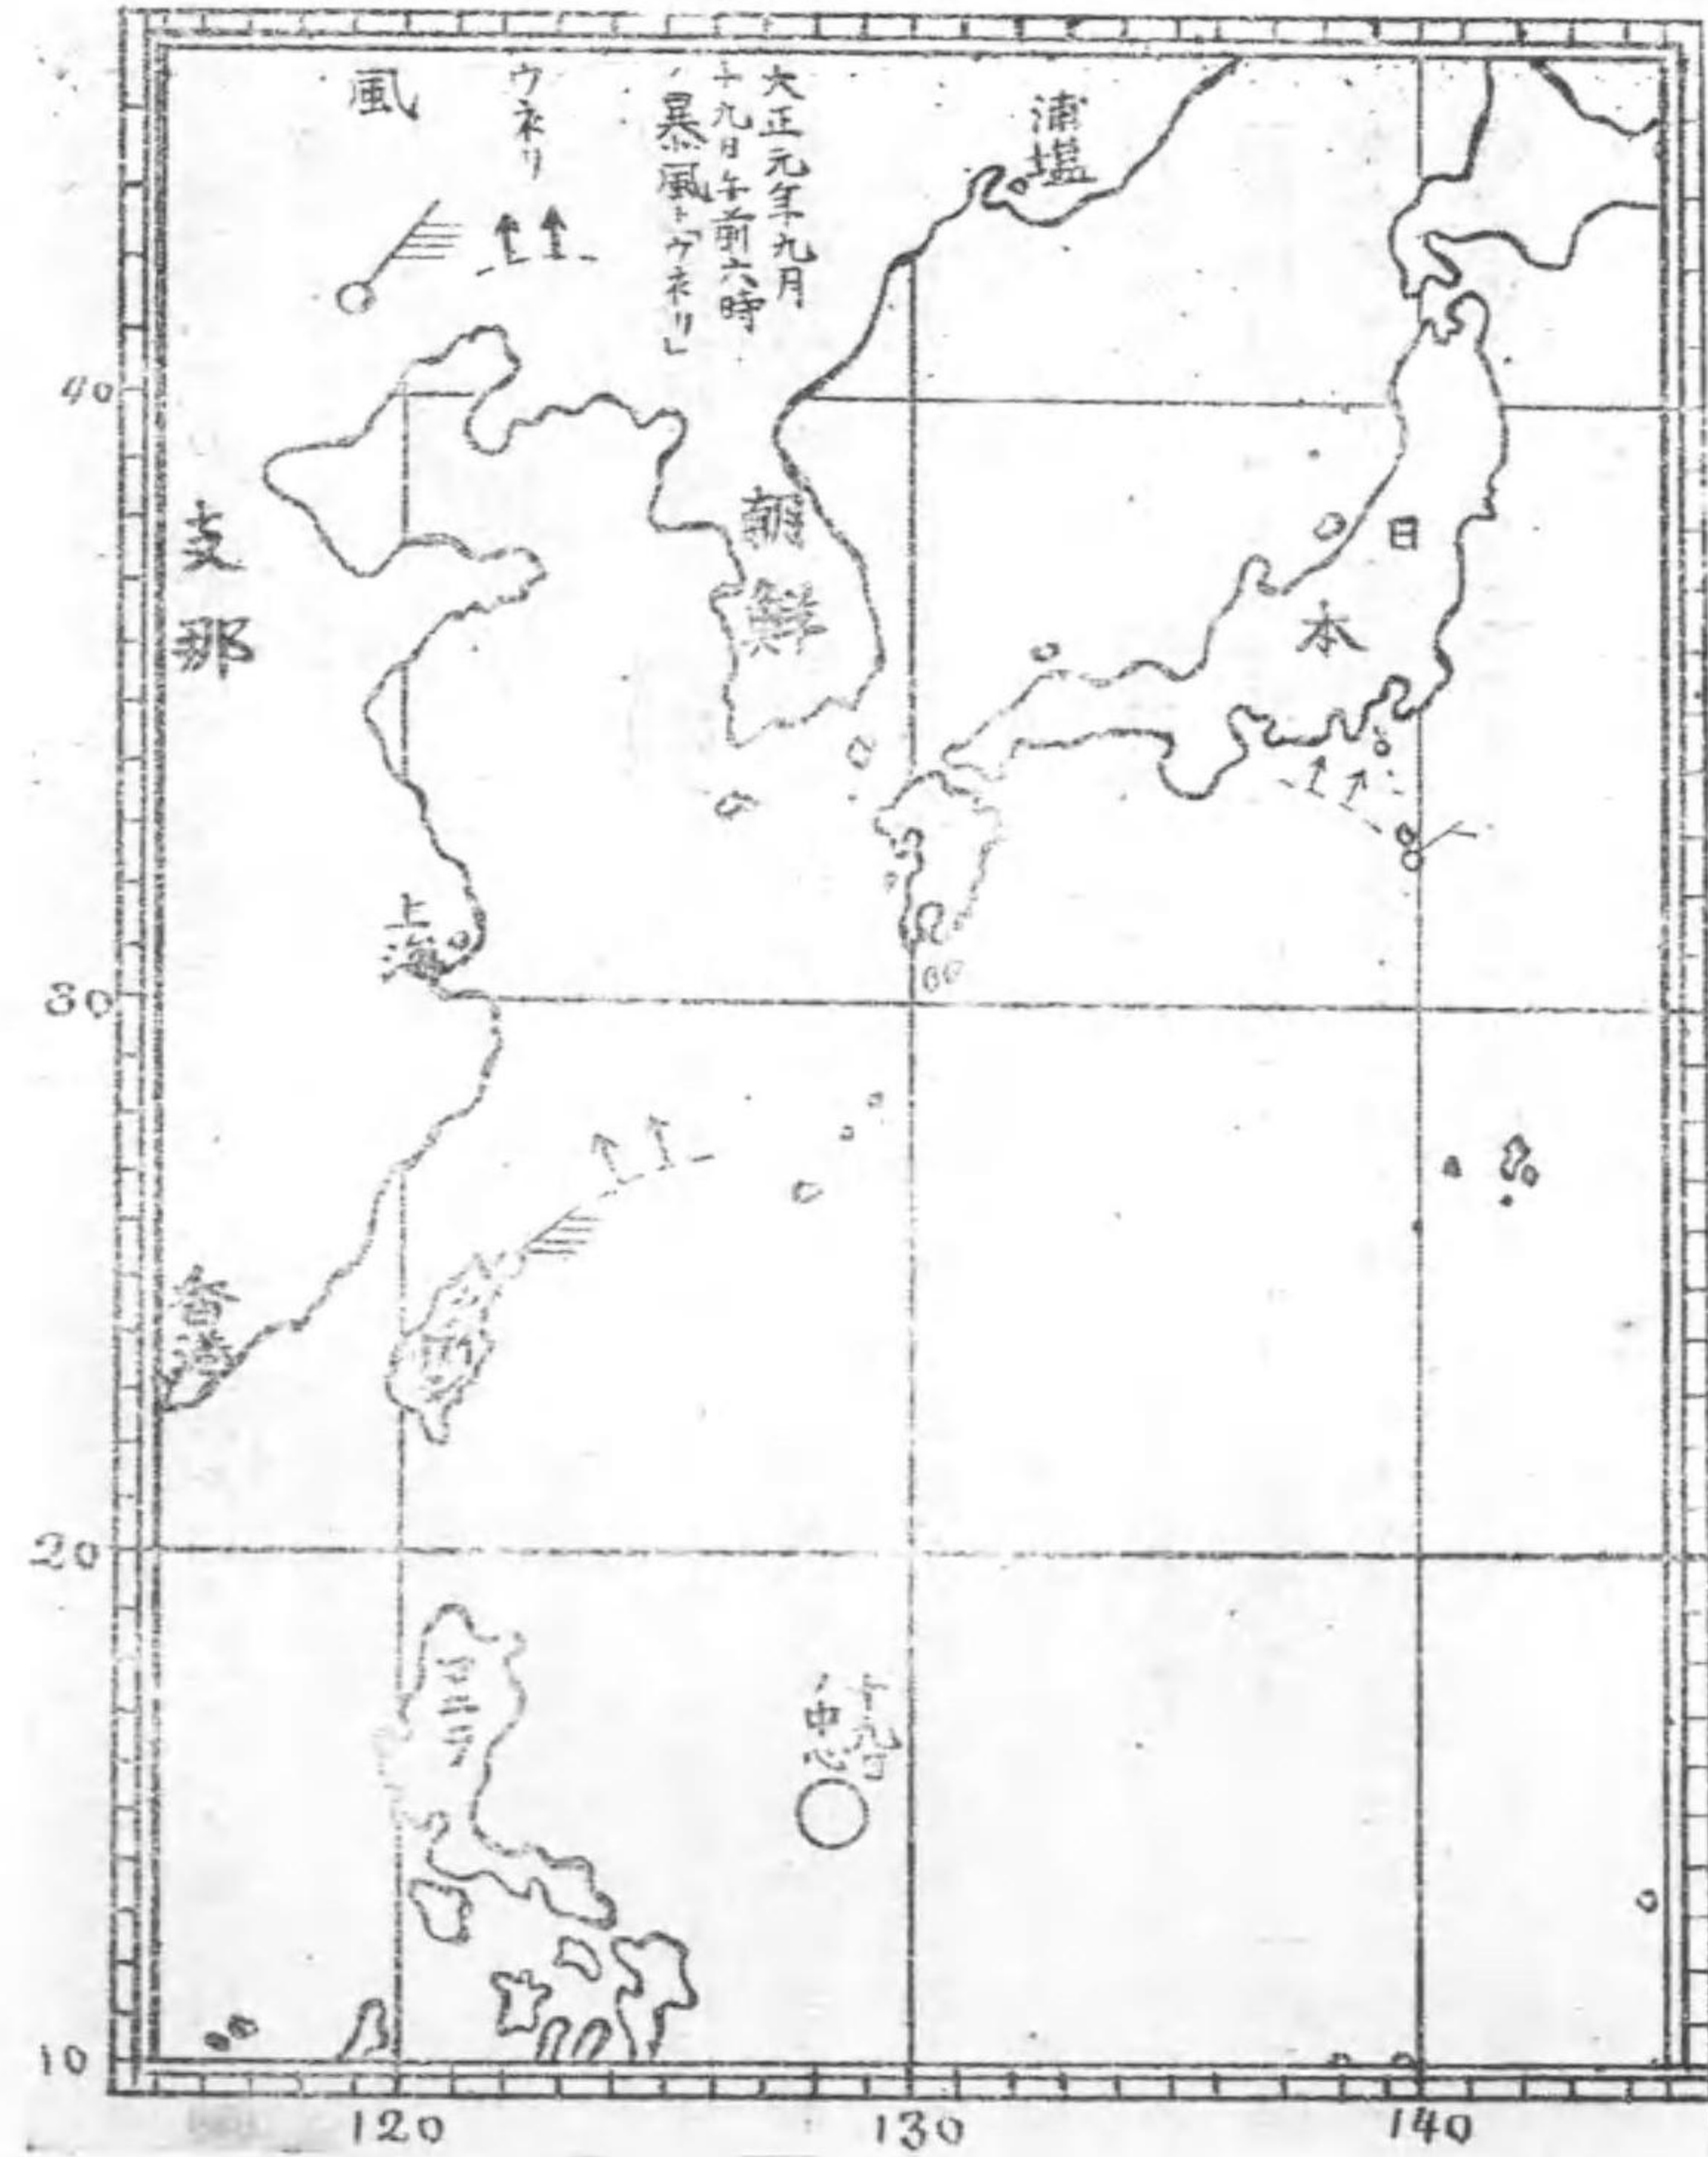 大正元年九月
十九日午前六時
ノ暴風ト「ウネリ」
ウネリ
風
浦塩
朝鮮
日本
支那
上海
香港
マニラ
十九日
ノ中心
40
30
20
10
120
130
140